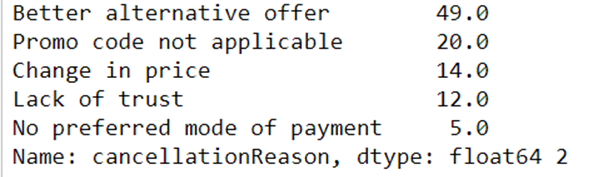 Better alternative offer 49.0
Promo code not applicable 20.0
Change in price 14.0
Lack of trust 12.0
No preferred mode of payment 5.0
Name: cancellationReason, dtype: float64 2